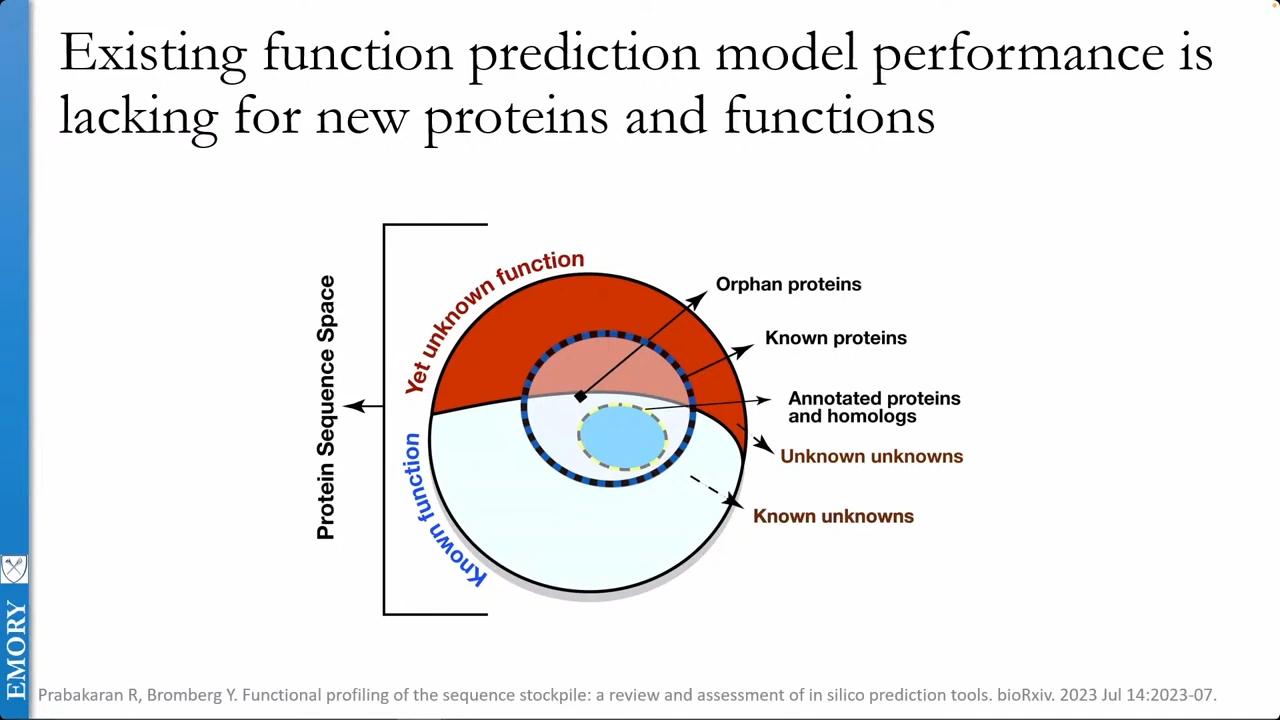 Existing function prediction model performance is
lacking for new proteins and functions
Protein Sequence Space
Yet unknown function
Known function
Orphan proteins
Known proteins
Annotated proteins
and homologs
Unknown unknowns
Known unknowns
EMORY
Prabakaran R, Bromberg Y. Functional profiling of the sequence stockpile: a review and assessment of in silico prediction tools. bioRxiv. 2023 Jul 14:2023-07.